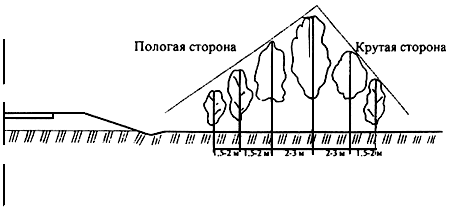 Пологая сторона
Крутая сторона
1,5-2 м 1,5-2 м 2-3 м 2-3 м 1,5-2 м